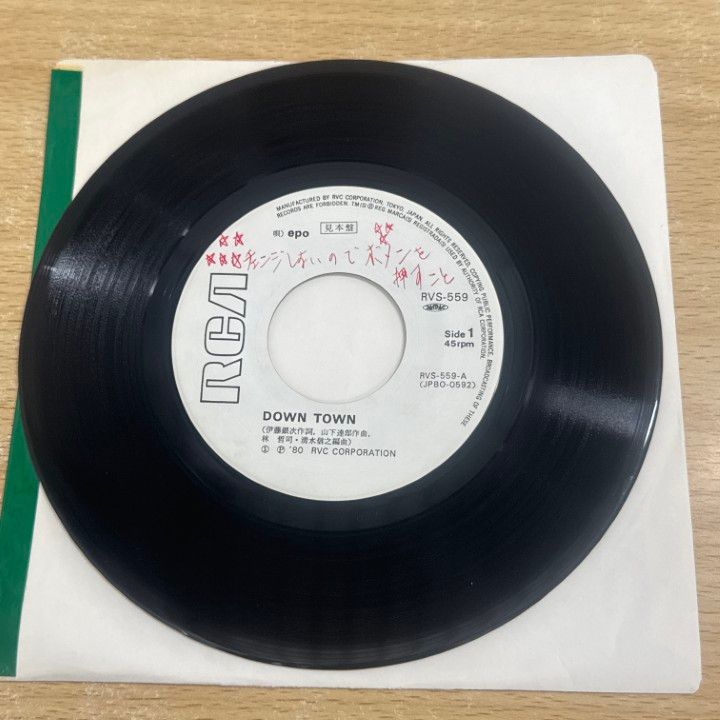 MANUFACTURED BY RVC CORPORATION, TOKYO, JAPAN. ALL RIGHTS RESERVED. COPYING PUBLIC PERFORMANCE, BROADCASTING OF THESE
RECORDS ARE FORBIDDEN. TM(S)® REG MARCA(S) REGISTRADA(S) USED BY AUTHORITY OF RCA CORPORATION.
唄) epo 見本盤
チェンジしないのでボタンを
押すこと
RCA
RVS-559
Side 1
45rpm
RVS-559-A
(JPBO-0592)
DOWN TOWN
(伊藤銀次作詞。山下達郎作曲。
林 哲司・清水信之編曲)
Ⓢ Ⓟ '80 RVC CORPORATION